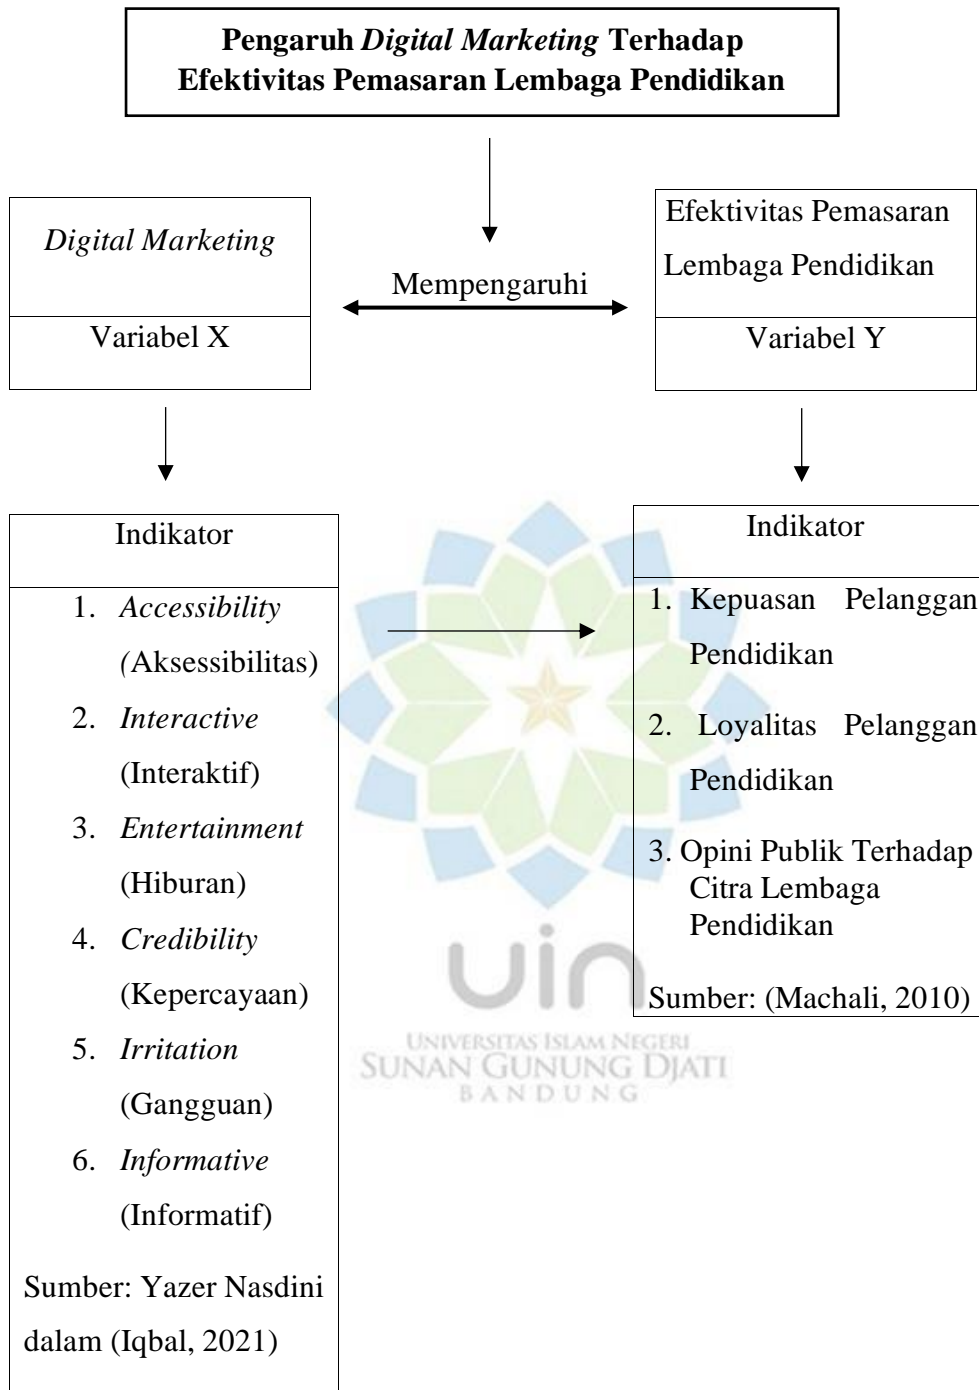 Pengaruh Digital Marketing Terhadap
Efektivitas Pemasaran Lembaga Pendidikan
Digital Marketing
Variabel X
Mempengaruhi
Efektivitas Pemasaran
Lembaga Pendidikan
Variabel Y
Indikator
1. Accessibility
(Aksessibilitas)
2. Interactive
(Interaktif)
3. Entertainment
(Hiburan)
4. Credibility
(Kepercayaan)
5. Irritation
(Gangguan)
6. Informative
(Informatif)
Sumber: Yazer Nasdini
dalam (Iqbal, 2021)
Indikator
1. Kepuasan Pelanggan
Pendidikan
2. Loyalitas Pelanggan
Pendidikan
3. Opini Publik Terhadap
Citra Lembaga
Pendidikan
Sumber: (Machali, 2010)
uin
UNIVERSITAS ISLAM NEGERI
SUNAN GUNUNG DJATI
BANDUNG